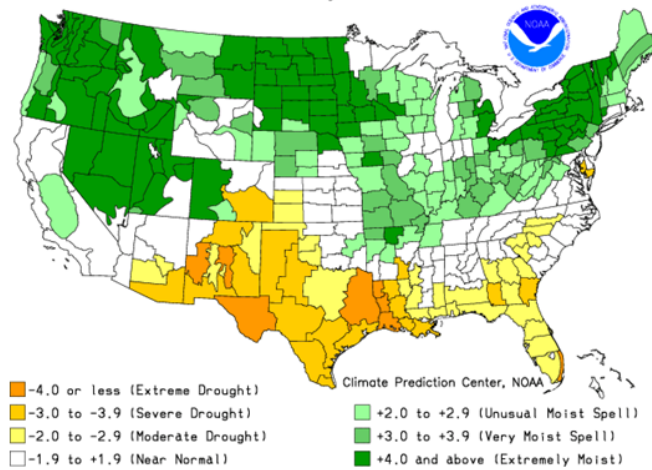 NOAA
-4.0 or less (Extreme Drought)
-3.0 to -3.9 (Severe Drought)
-2.0 to -2.9 (Moderate Drought)
-1.9 to +1.9 (Near Normal)
Climate Prediction Center, NOAA
+2.0 to +2.9 (Unusual Moist Spell)
+3.0 to +3.9 (Very Moist Spell)
+4.0 and above (Extremely Moist)